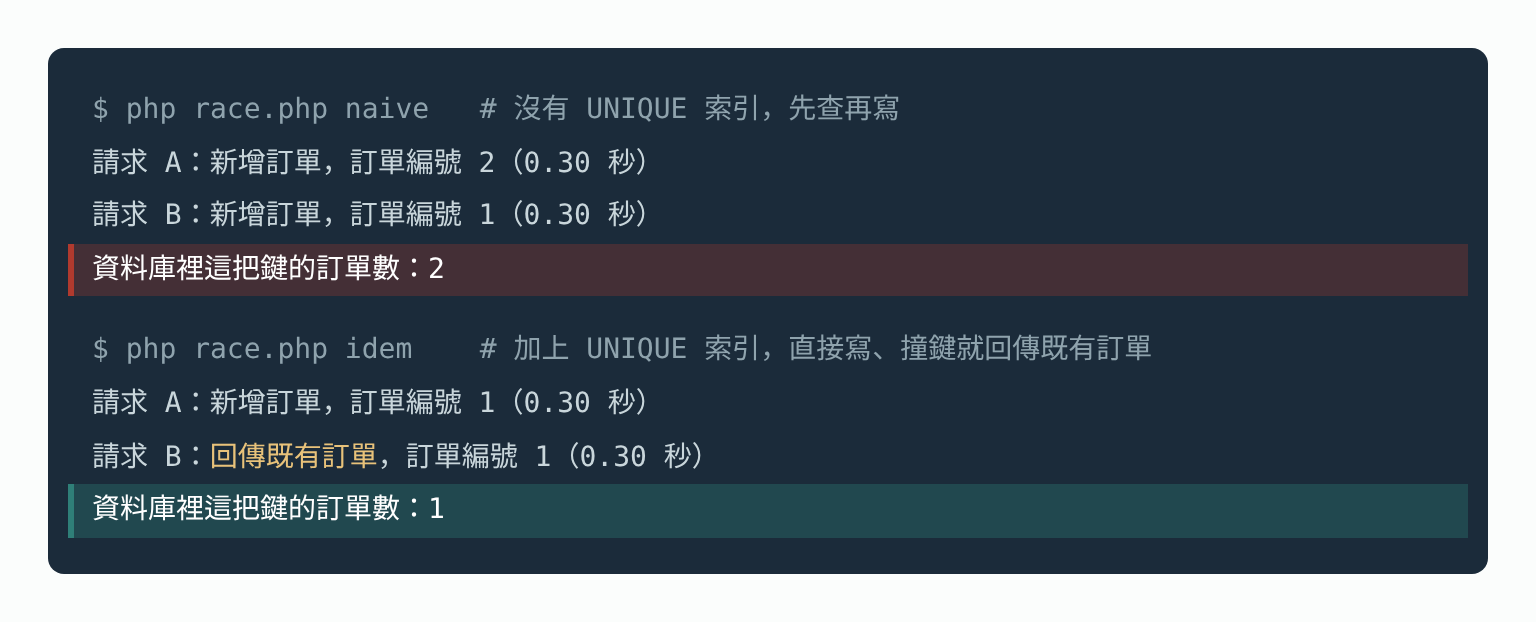 $ php race.php naive   # 沒有 UNIQUE 索引，先查再寫
請求 A：新增訂單，訂單編號 2（0.30 秒）
請求 B：新增訂單，訂單編號 1（0.30 秒）
資料庫裡這把鍵的訂單數：2
$ php race.php idem    # 加上 UNIQUE 索引，直接寫、撞鍵就回傳既有訂單
請求 A：新增訂單，訂單編號 1（0.30 秒）
請求 B：回傳既有訂單，訂單編號 1（0.30 秒）
資料庫裡這把鍵的訂單數：1